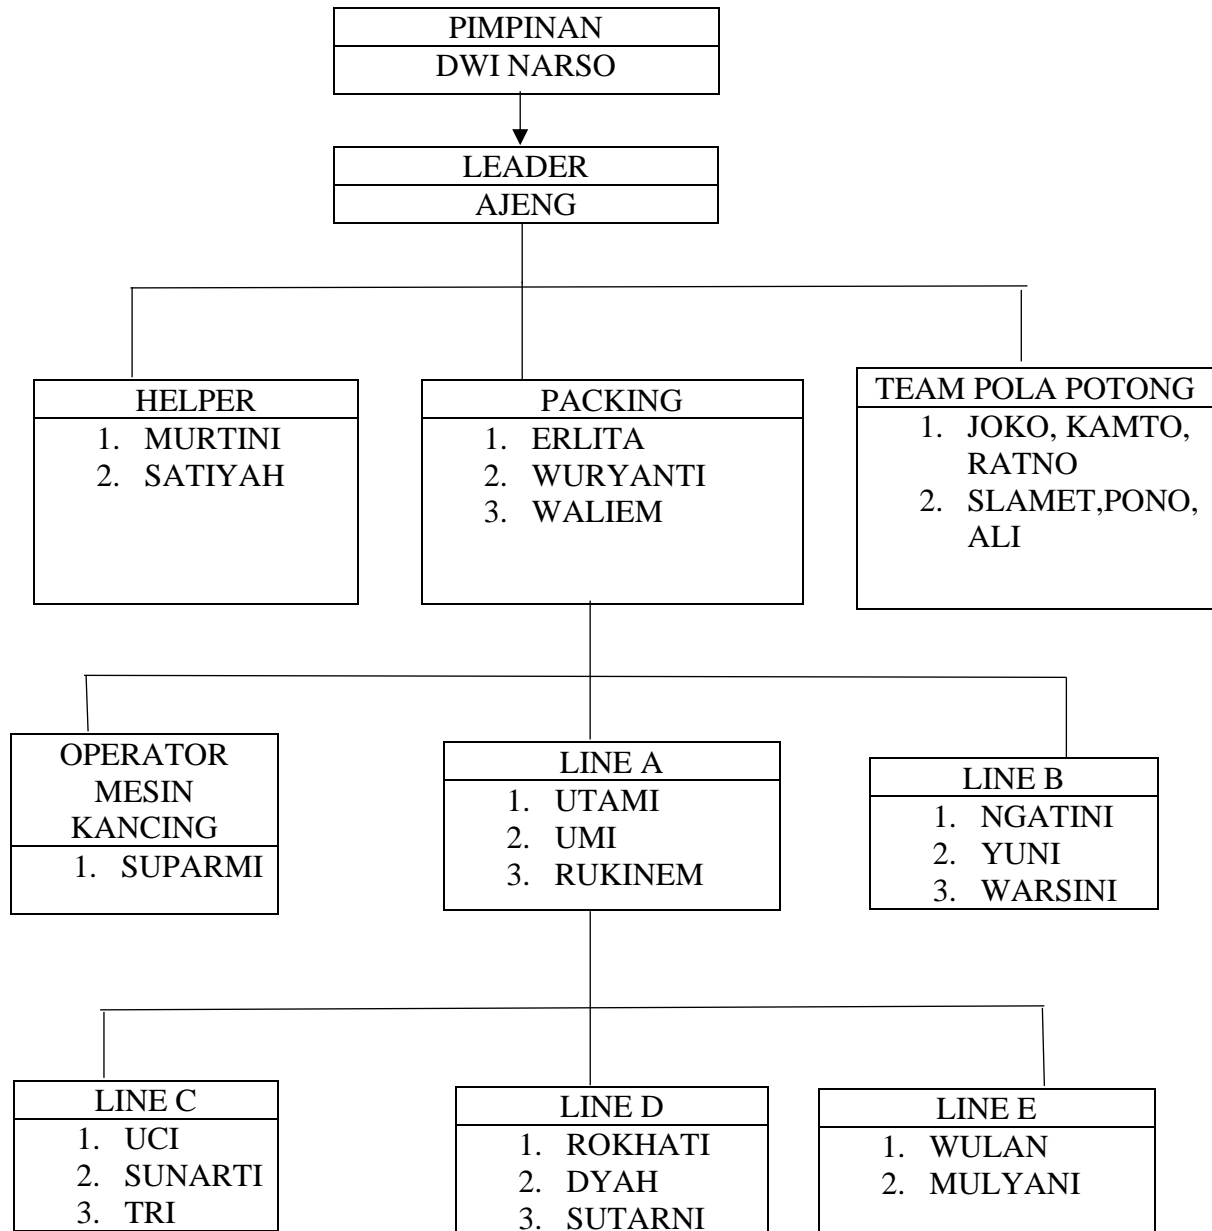 PIMPINAN
DWI NARSO
LEADER
AJENG
HELPER
1. MURTINI
2. SATIYAH
PACKING
1. ERLITA
2. WURYANTI
3. WALIEM
TEAM POLA POTONG
1. JOKO, KAMTO,
RATNO
2. SLAMET,PONO,
ALI
OPERATOR
MESIN
KANCING
1. SUPARMI
LINE A
1. UTAMI
2. UMI
3. RUKINEM
LINE B
1. NGATINI
2. YUNI
3. WARSINI
LINE C
1. UCI
2. SUNARTI
3. TRI
LINE D
1. ROKHATI
2. DYAH
3. SUTARNI
LINE E
1. WULAN
2. MULYANI